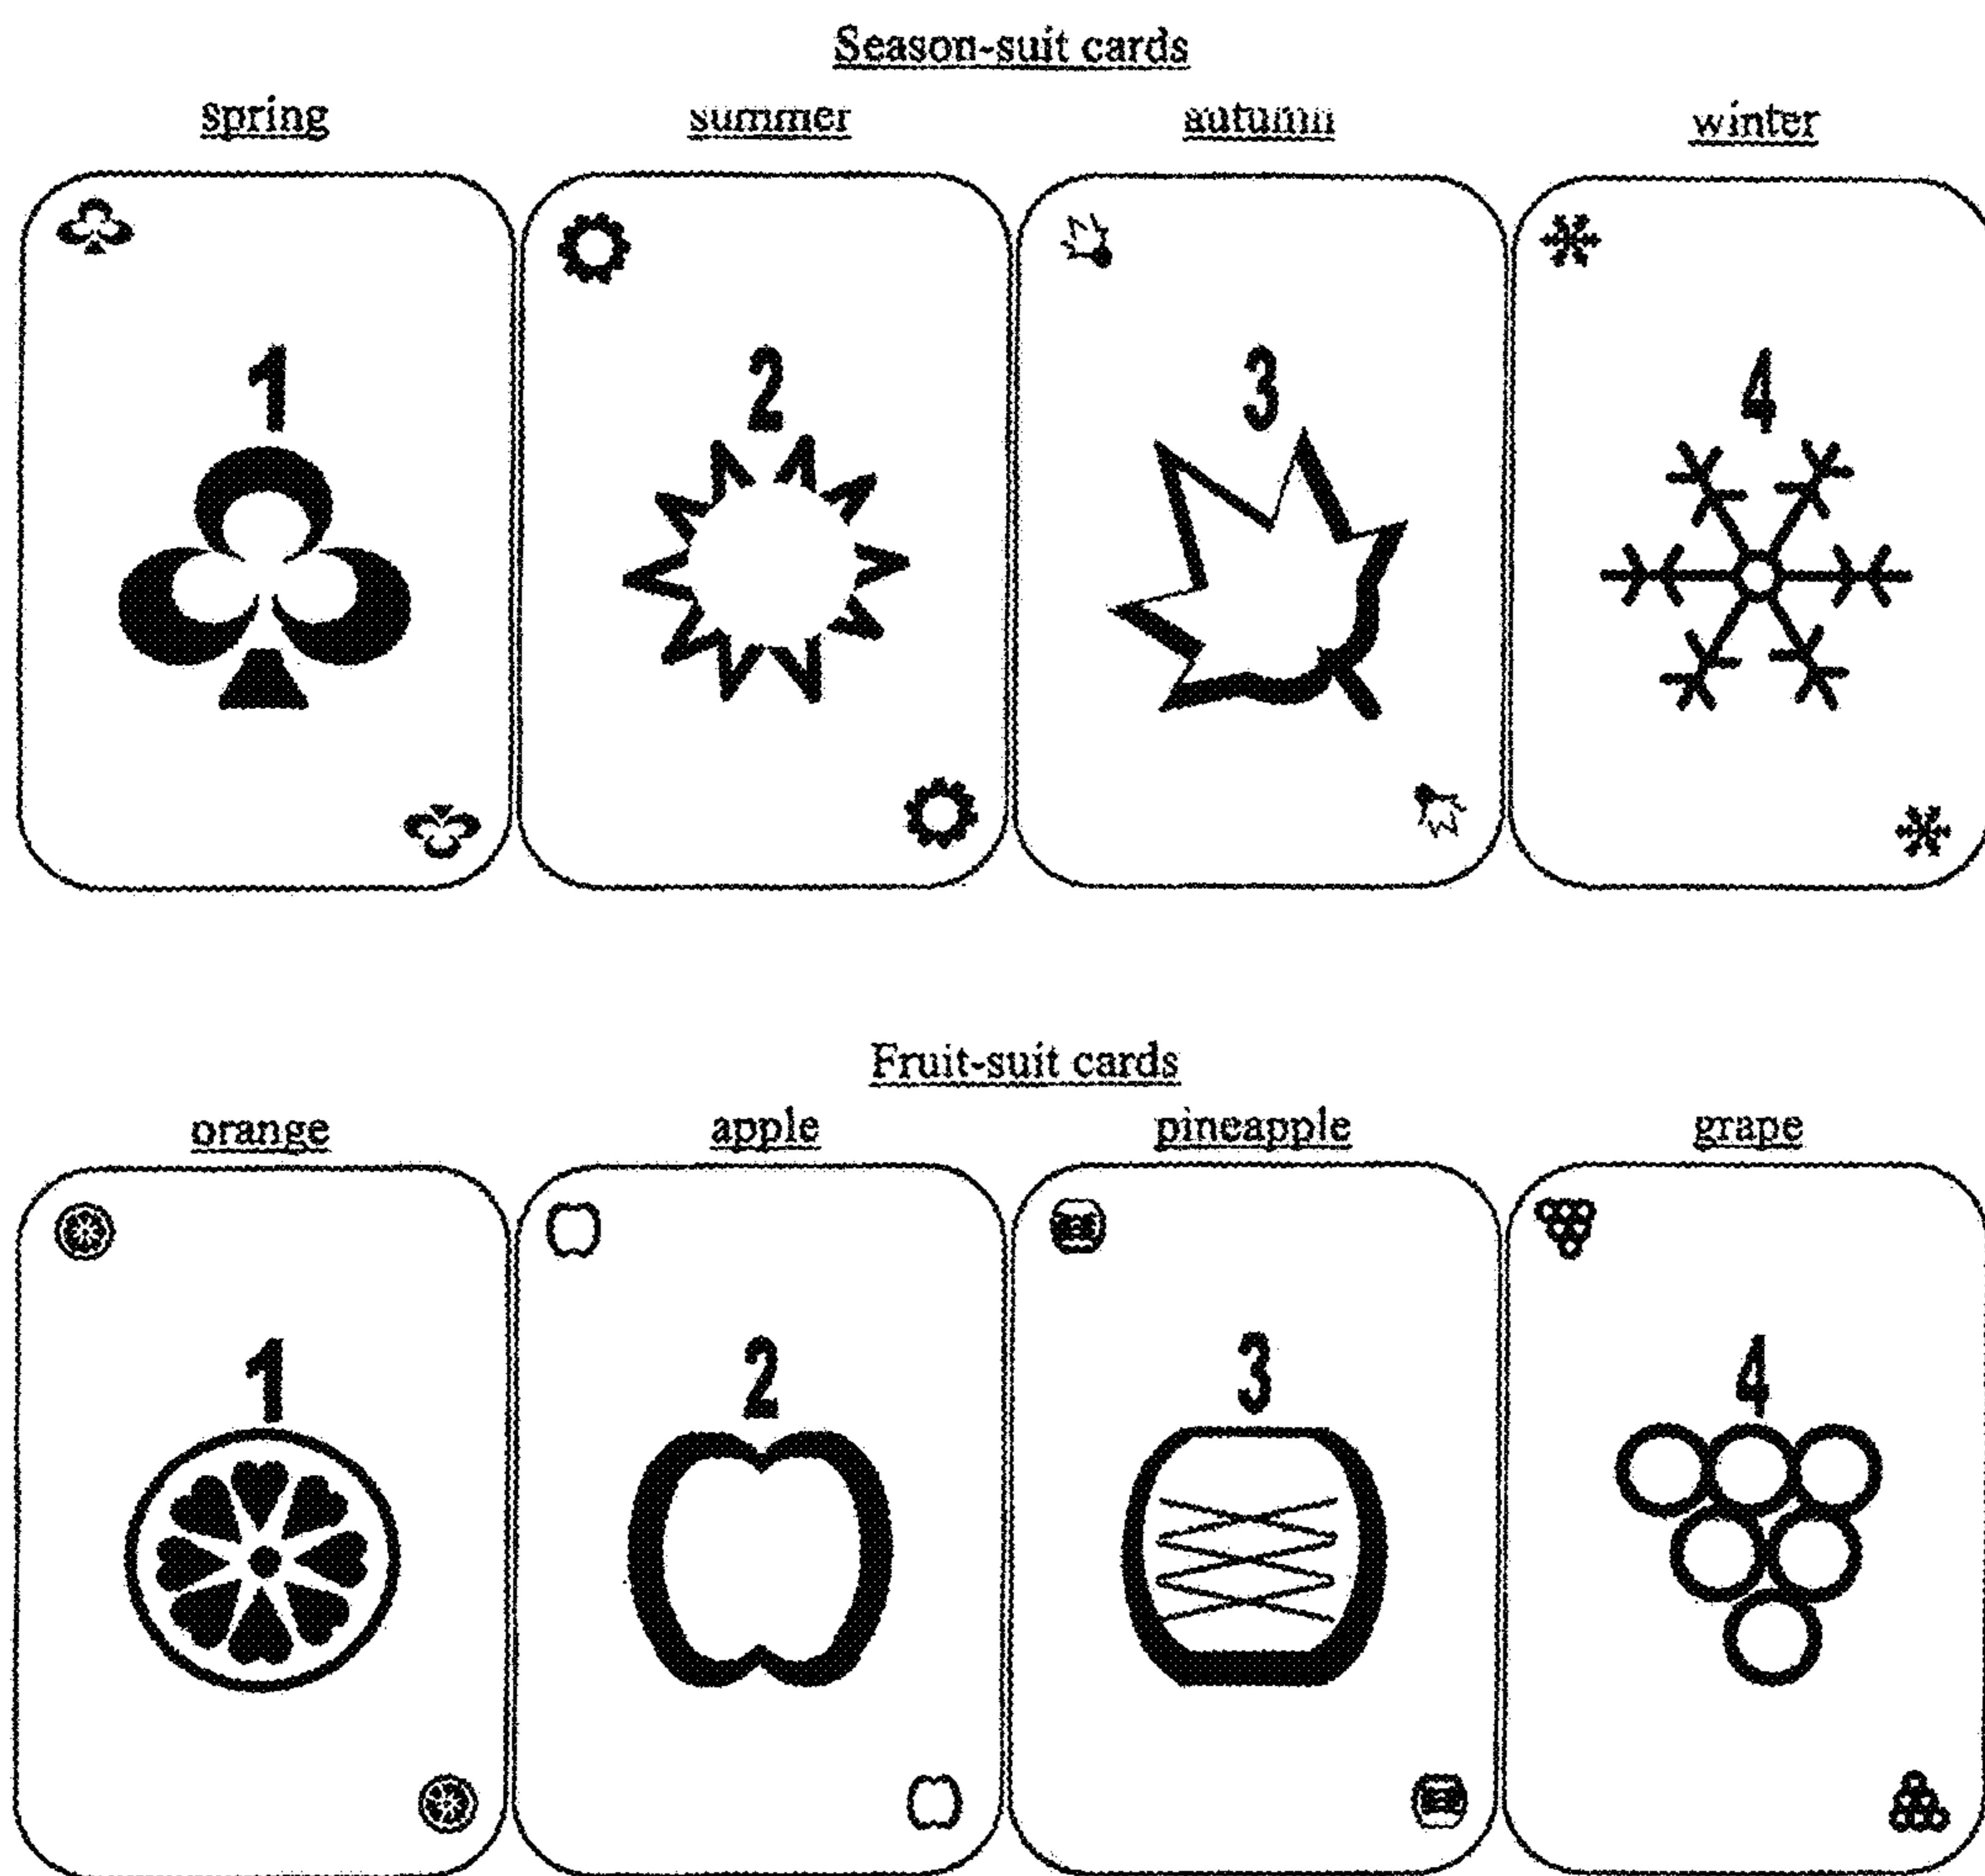 Season-suit cards
spring summer autumn winter
1 2 3 4
Fruit-suit cards
orange apple pineapple grape
1 2 3 4